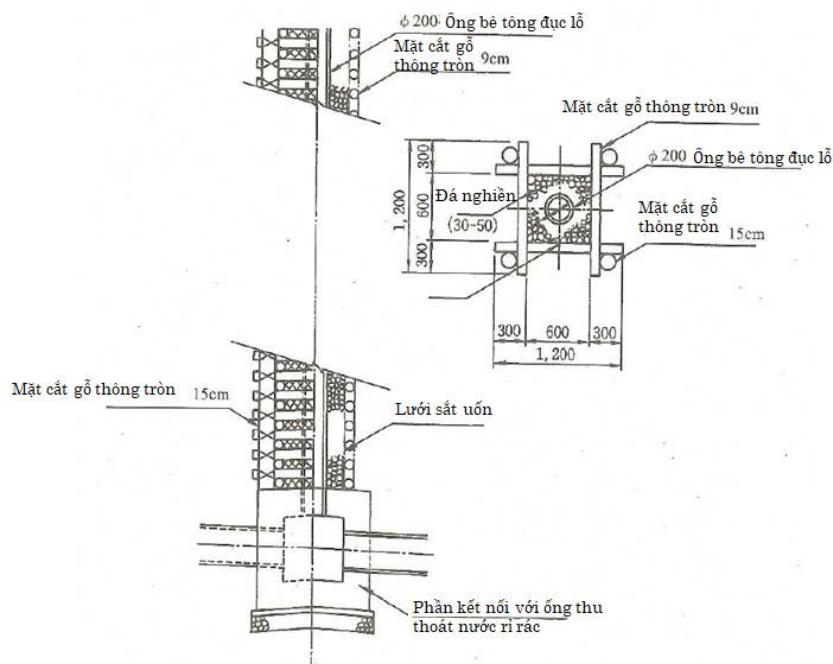 φ 200: Ống bê tông đục lỗ
Mặt cắt gỗ
thông tròn 9cm
Mặt cắt gỗ thông tròn 9cm
φ 200 Ống bê tông đục lỗ
Đá nghiền
(30-50)
Mặt cắt gỗ
thông tròn 15cm
300
600
300
1,200
300 600 300
1,200
Mặt cắt gỗ thông tròn 15cm
Lưới sắt uốn
Phần kết nối với ống thu
thoát nước rỉ rác